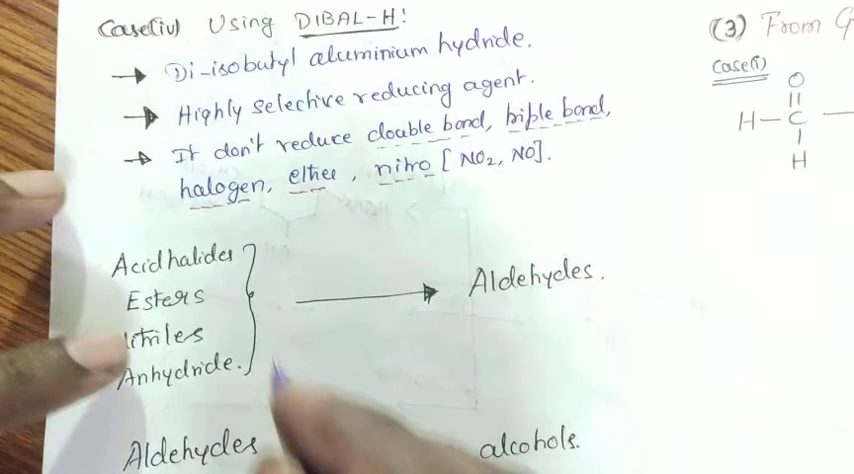 Case(iv) Using DIBAL-H!
→ Di-isobutyl aluminium hydride.
→ Highly selective reducing agent.
→ It don't reduce double bond, triple bond,
halogen, ether, nitro [NO2, NO].
Acid halides
Esters
Nitriles
Anhydride.
Aldehydes.
Aldehydes
alcohols.
(3) From G
Case(i)
O
H-C-
H